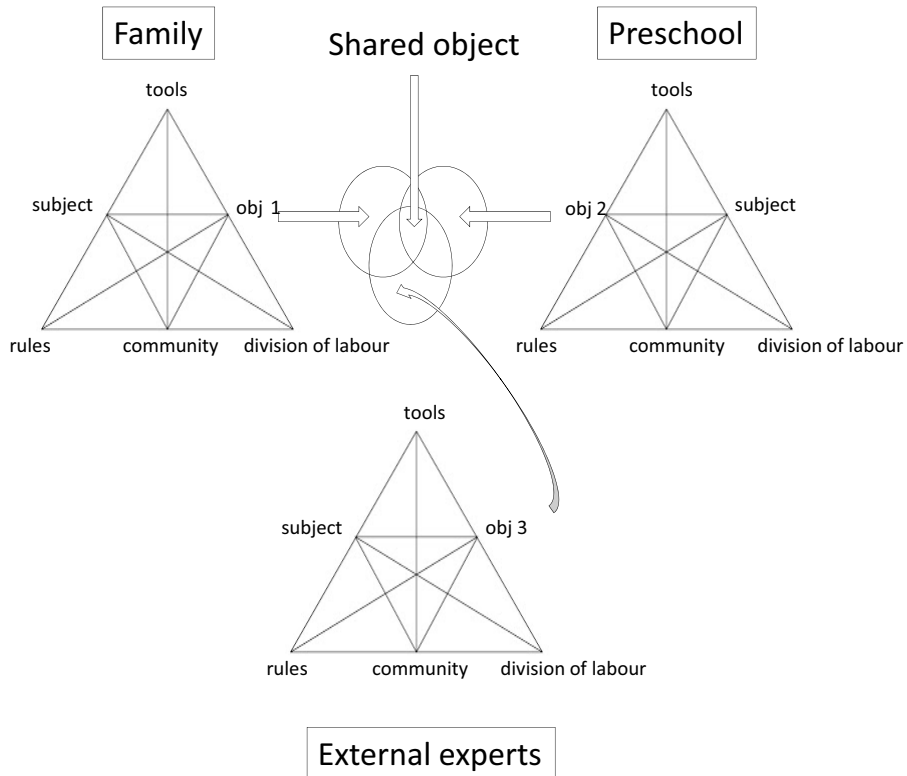 Family
Shared object
Preschool
tools
tools
subject
obj 1
obj 2
subject
rules
community
division of labour
rules
community
division of labour
tools
subject
obj 3
rules
community
division of labour
External experts